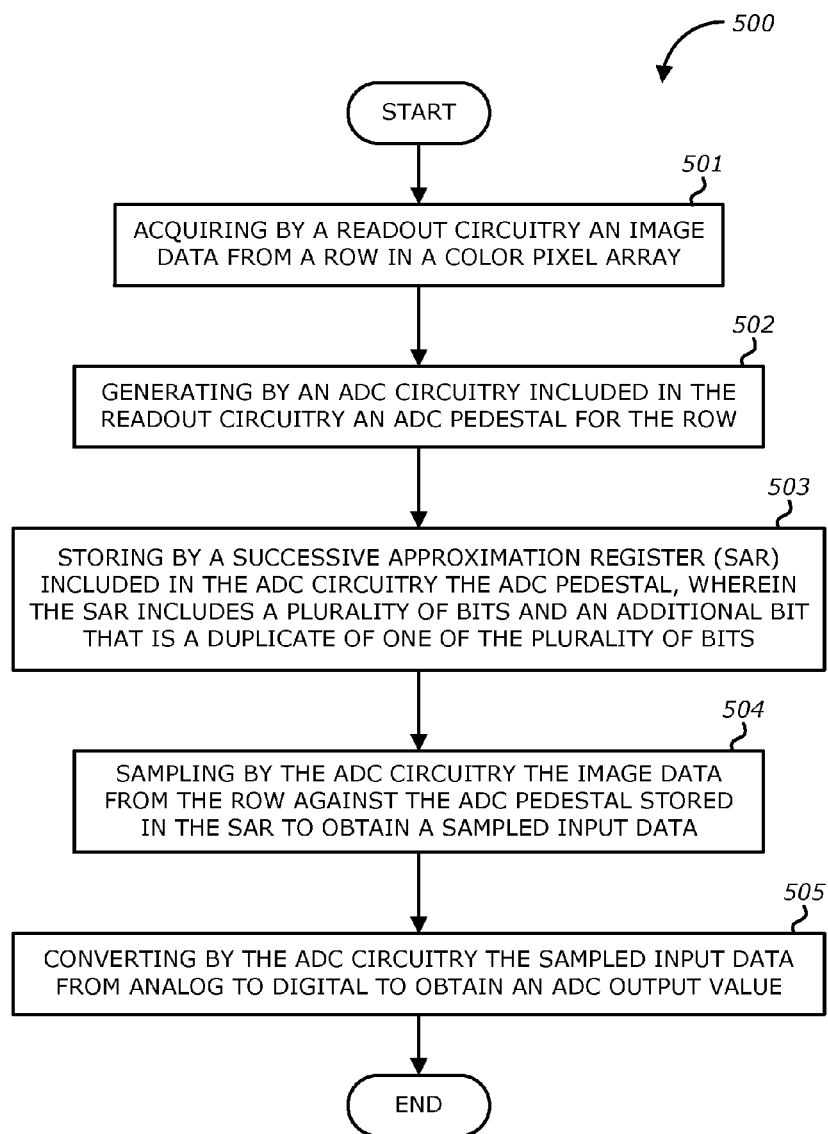 500
START
501
ACQUIRING BY A READOUT CIRCUITRY AN IMAGE
DATA FROM A ROW IN A COLOR PIXEL ARRAY
502
GENERATING BY AN ADC CIRCUITRY INCLUDED IN THE
READOUT CIRCUITRY AN ADC PEDESTAL FOR THE ROW
503
STORING BY A SUCCESSIVE APPROXIMATION REGISTER (SAR)
INCLUDED IN THE ADC CIRCUITRY THE ADC PEDESTAL, WHEREIN
THE SAR INCLUDES A PLURALITY OF BITS AND AN ADDITIONAL BIT
THAT IS A DUPLICATE OF ONE OF THE PLURALITY OF BITS
504
SAMPLING BY THE ADC CIRCUITRY THE IMAGE DATA
FROM THE ROW AGAINST THE ADC PEDESTAL STORED
IN THE SAR TO OBTAIN A SAMPLED INPUT DATA
505
CONVERTING BY THE ADC CIRCUITRY THE SAMPLED INPUT DATA
FROM ANALOG TO DIGITAL TO OBTAIN AN ADC OUTPUT VALUE
END